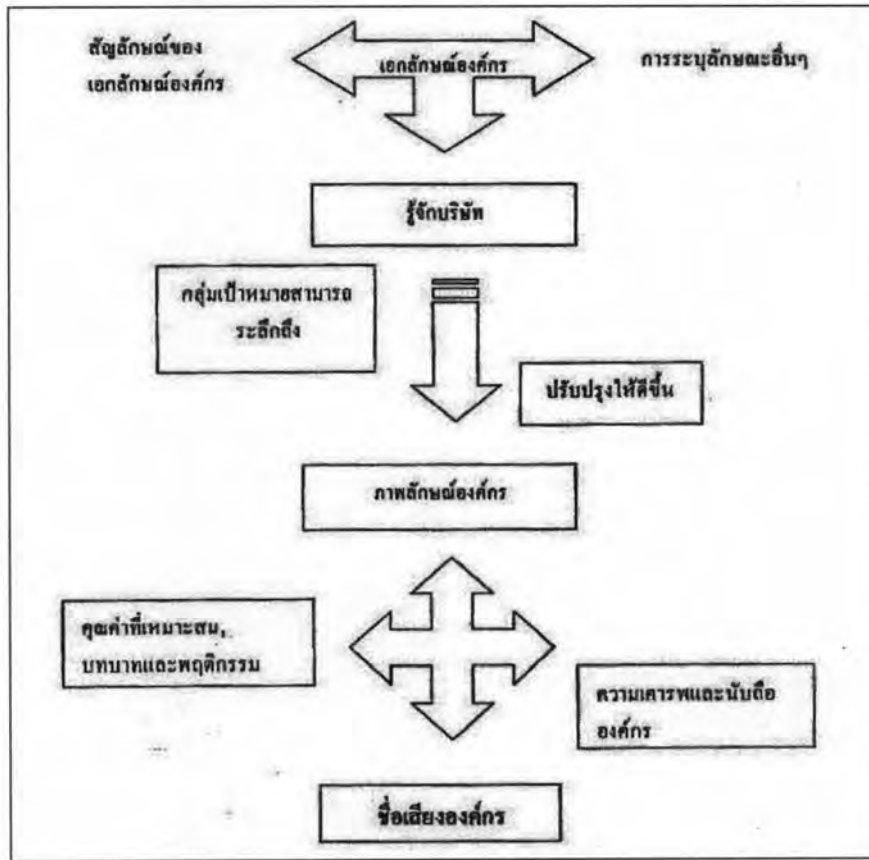 สัญลักษณ์ของ
เอกลักษณ์องค์กร
เอกลักษณ์องค์กร
การระบุลักษณะอื่นๆ
รู้จักบริษัท
กลุ่มเป้าหมายสามารถ
ระลึกถึง
ปรับปรุงให้ดีขึ้น
ภาพลักษณ์องค์กร
คุณค่าที่เหมาะสม,
บทบาทและพฤติกรรม
ความเคารพและนับถือ
องค์กร
ชื่อเสียงองค์กร